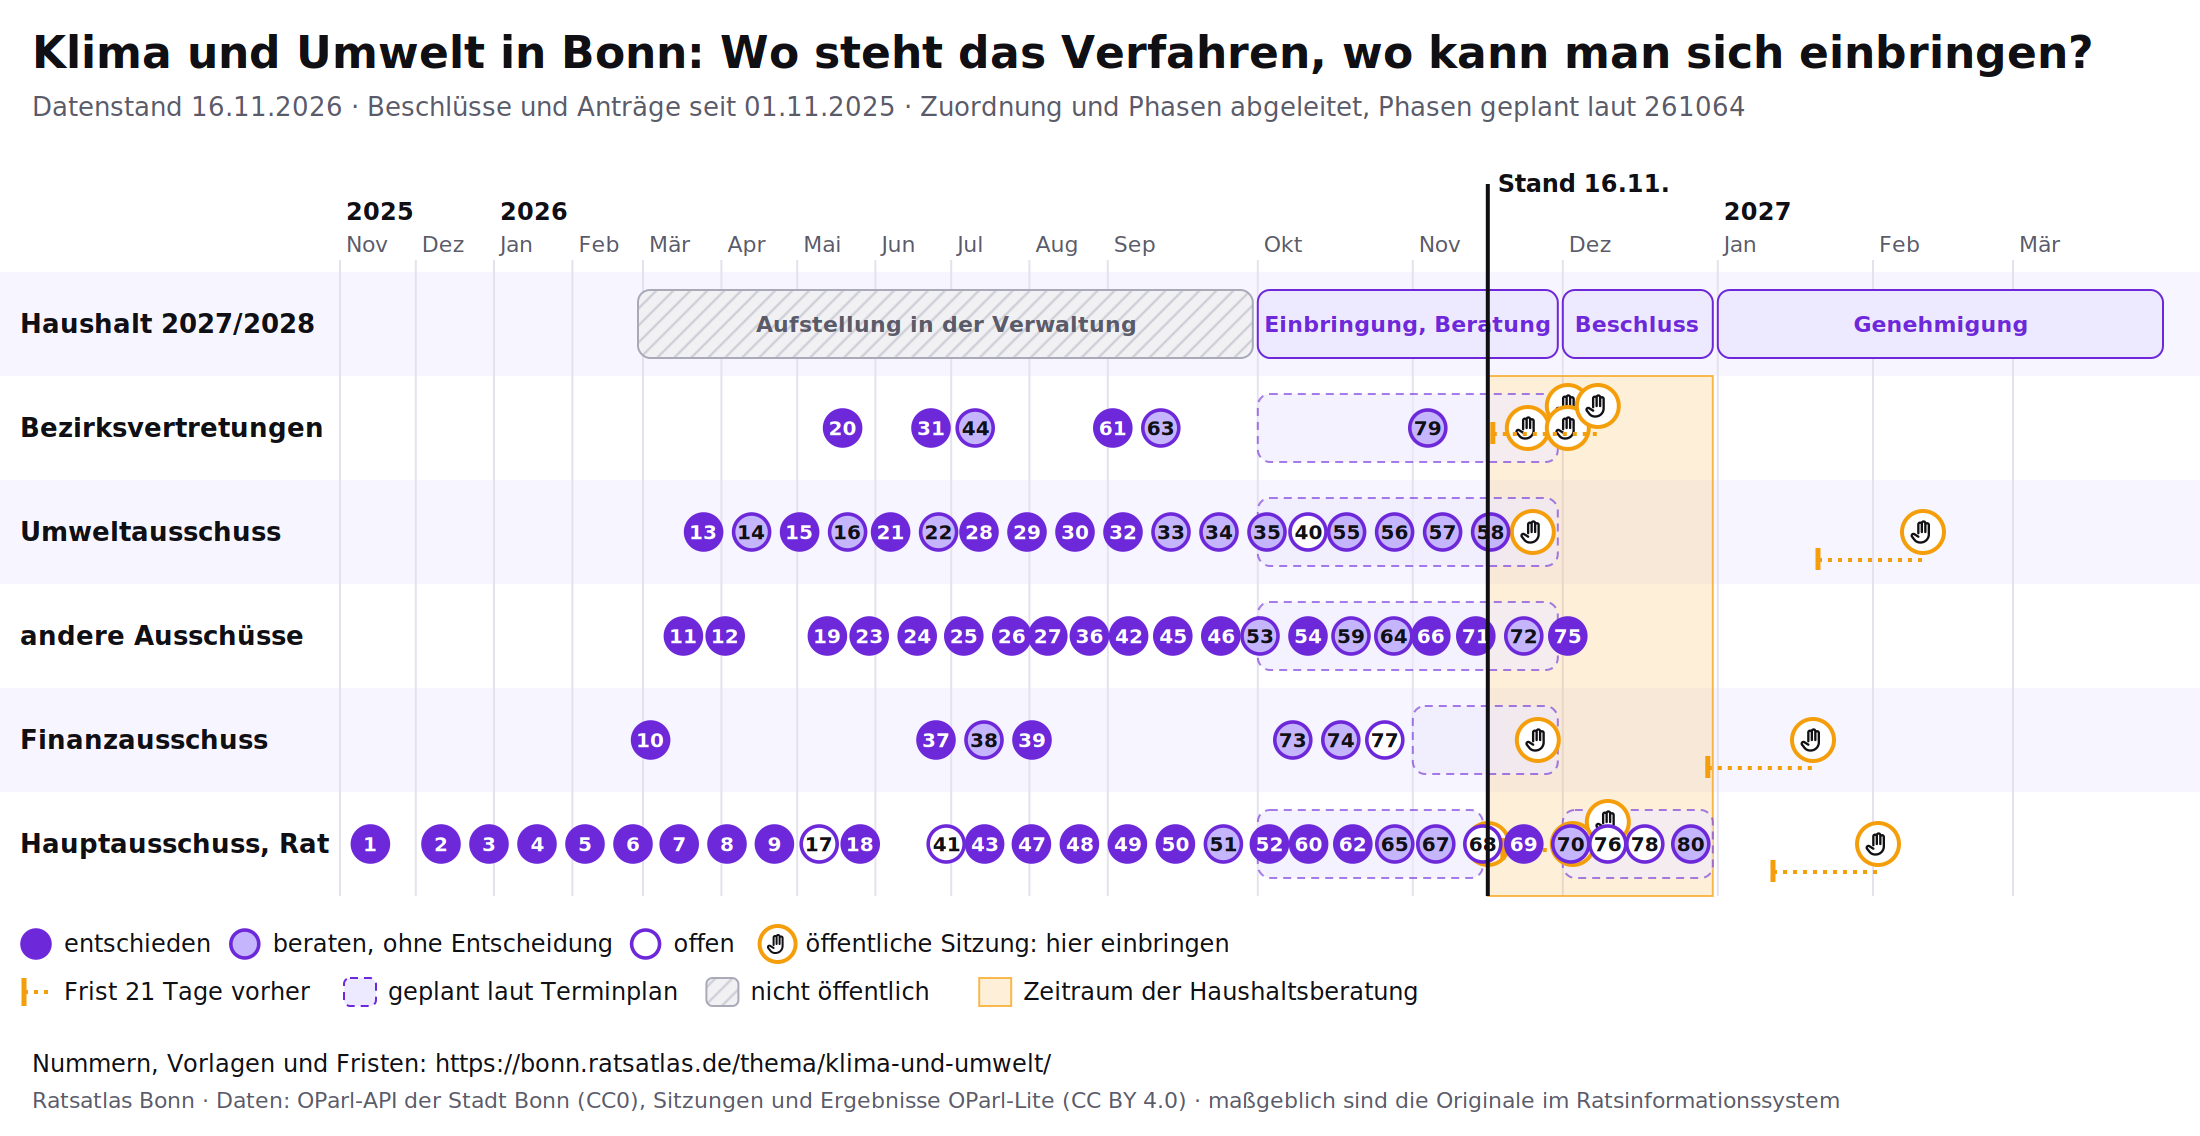 Klima und Umwelt in Bonn: Wo steht das Verfahren, wo kann man sich einbringen?
Datenstand 16.11.2026 · Beschlüsse und Anträge seit 01.11.2025 · Zuordnung und Phasen abgeleitet, Phasen geplant laut 261064
Stand 16.11.
2025 2026 2027
Nov Dez Jan Feb Mär Apr Mai Jun Jul Aug Sep Okt Nov Dez Jan Feb Mär
Haushalt 2027/2028 Aufstellung in der Verwaltung Einbringung, Beratung Beschluss Genehmigung
Bezirksvertretungen 20 31 44 61 63 79
Umweltausschuss 13 14 15 16 21 22 28 29 30 32 33 34 35 40 55 56 57 58
andere Ausschüsse 11 12 19 23 24 25 26 27 36 42 45 46 53 54 59 64 66 71 72 75
Finanzausschuss 10 37 38 39 73 74 77
Hauptausschuss, Rat 1 2 3 4 5 6 7 8 9 17 18 41 43 47 48 49 50 51 52 60 62 65 67 68 69 70 76 78 80
entschieden beraten, ohne Entscheidung offen öffentliche Sitzung: hier einbringen
Frist 21 Tage vorher geplant laut Terminplan nicht öffentlich Zeitraum der Haushaltsberatung
Nummern, Vorlagen und Fristen: https://bonn.ratsatlas.de/thema/klima-und-umwelt/
Ratsatlas Bonn · Daten: OParl-API der Stadt Bonn (CC0), Sitzungen und Ergebnisse OParl-Lite (CC BY 4.0) · maßgeblich sind die Originale im Ratsinformationssystem